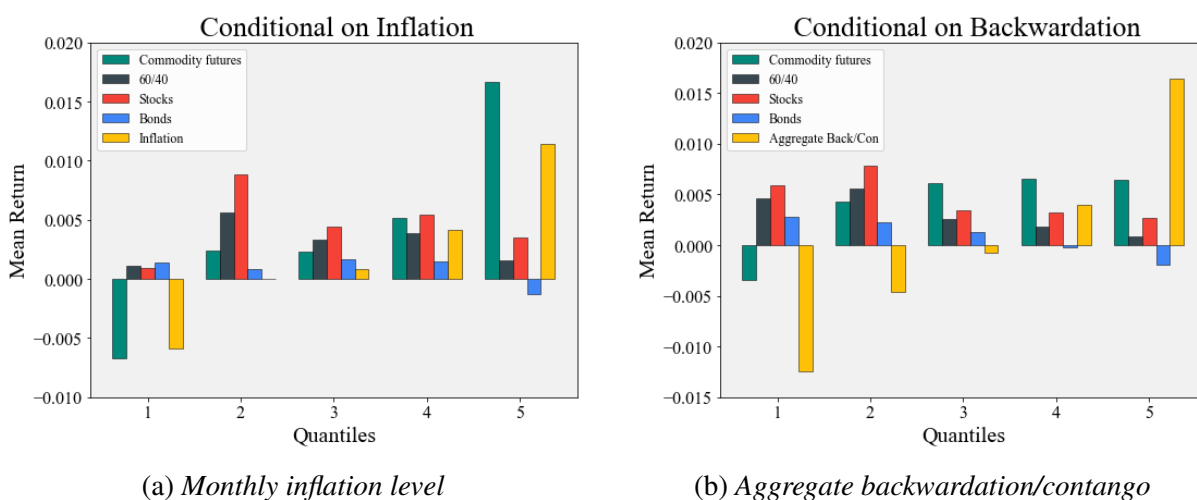 Conditional on Inflation
0.020
0.015
0.010
0.005
0.000
−0.005
−0.010
Mean Return
Commodity futures
60/40
Stocks
Bonds
Inflation
1 2 3 4 5
Quantiles
(a) Monthly inflation level
Conditional on Backwardation
0.020
0.015
0.010
0.005
0.000
−0.005
−0.010
−0.015
Mean Return
Commodity futures
60/40
Stocks
Bonds
Aggregate Back/Con
1 2 3 4 5
Quantiles
(b) Aggregate backwardation/contango